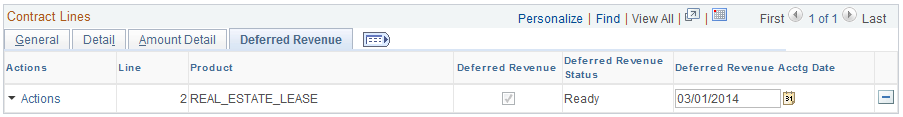 Contract Lines Personalize | Find | View All | | First 1 of 1 Last
General Detail Amount Detail Deferred Revenue
Actions Line Product Deferred Revenue Deferred Revenue Status Deferred Revenue Acctg Date
Actions 2 REAL_ESTATE_LEASE Ready 03/01/2014 31